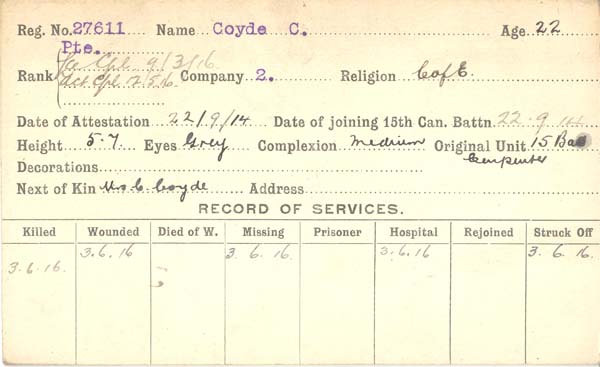 Reg. No. 27611 Name Coyde C. Age 22
Pte.
La Cpl 9/3/16
Rank Act Cpl 12/5/16 Company 2. Religion C of E.
Date of Attestation 22/9/14 Date of joining 15th Can. Battn 22.9.14
Height 5.7 Eyes Grey Complexion Medium Original Unit 15 Batt
Carpenter
Decorations
Next of Kin Mrs C. Coyde Address
RECORD OF SERVICES.
Killed Wounded Died of W. Missing Prisoner Hospital Rejoined Struck Off
3.6.16. 3.6.16 3.6.16. 3.6.16 3.6.16.